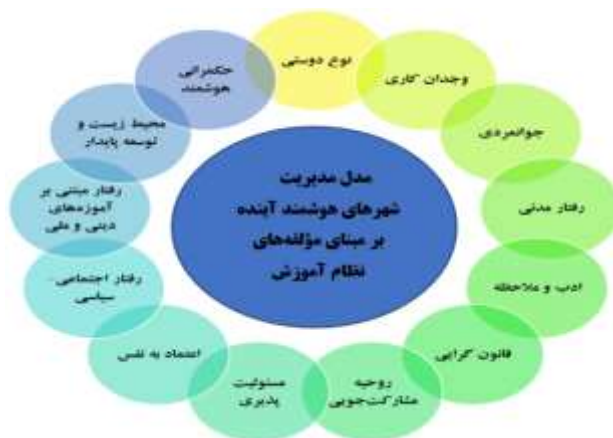 نوع دوستی
وجدان کاری
جوانمردی
رفتار مدنی
ادب و ملاحظه
قانون گرایی
روحیه
مشارکت‌جویی
مسئولیت
پذیری
اعتماد به نفس
رفتار اجتماعی-
سیاسی
رفتار مبتنی بر
آموزه‌های
دینی و ملی
محیط زیست و
توسعه پایدار
حکمرانی
هوشمند
مدل مدیریت
شهرهای هوشمند آینده
بر مبنای مؤلفه‌های
نظام آموزش